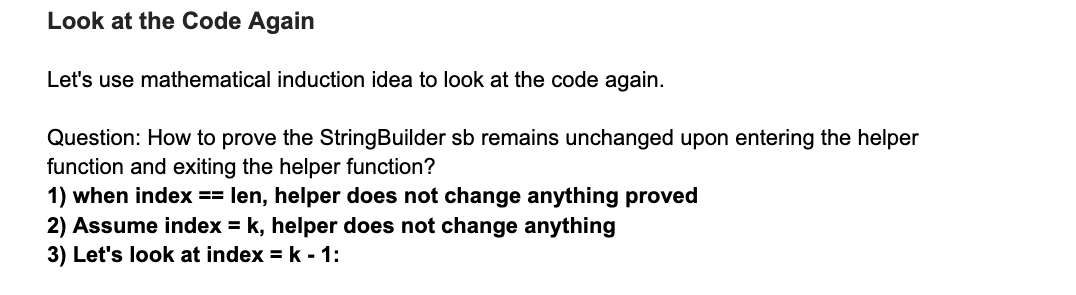 Look at the Code Again
Let's use mathematical induction idea to look at the code again.
Question: How to prove the StringBuilder sb remains unchanged upon entering the helper
function and exiting the helper function?
1) when index == len, helper does not change anything proved
2) Assume index = k, helper does not change anything
3) Let's look at index = k - 1: